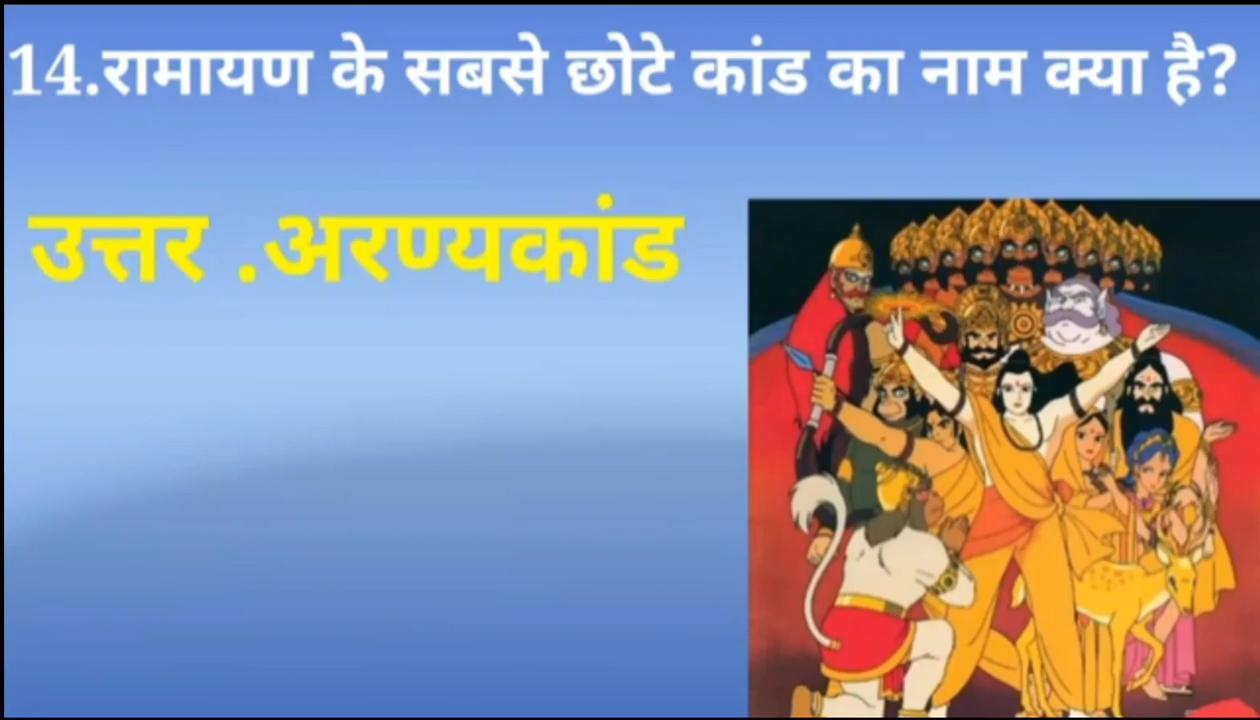 14.रामायण के सबसे छोटे कांड का नाम क्या है?
उत्तर .अरण्यकांड